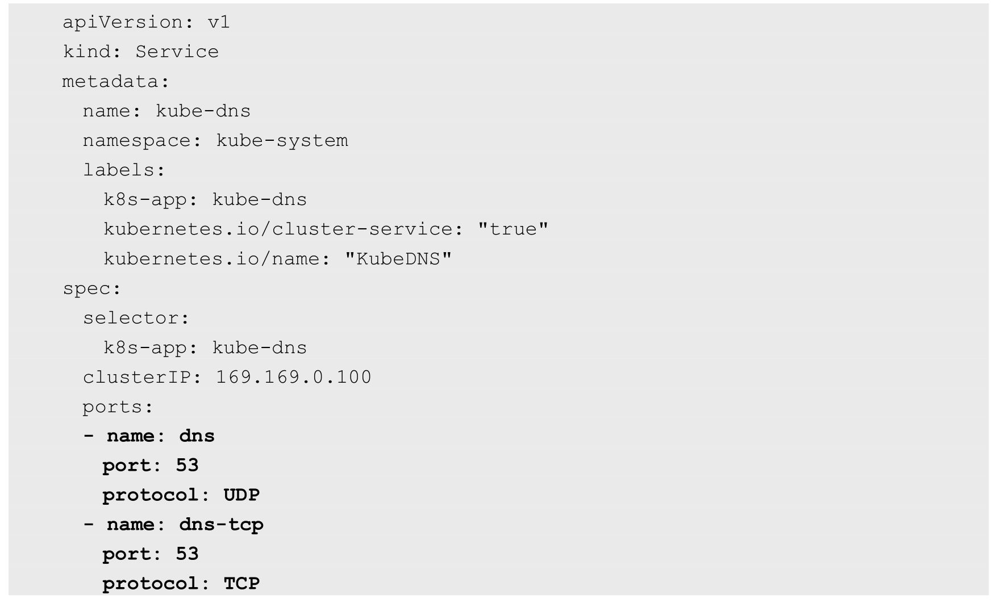 apiVersion: v1
kind: Service
metadata:
  name: kube-dns
  namespace: kube-system
  labels:
    k8s-app: kube-dns
    kubernetes.io/cluster-service: "true"
    kubernetes.io/name: "KubeDNS"
spec:
  selector:
    k8s-app: kube-dns
  clusterIP: 169.169.0.100
  ports:
  - name: dns
    port: 53
    protocol: UDP
  - name: dns-tcp
    port: 53
    protocol: TCP